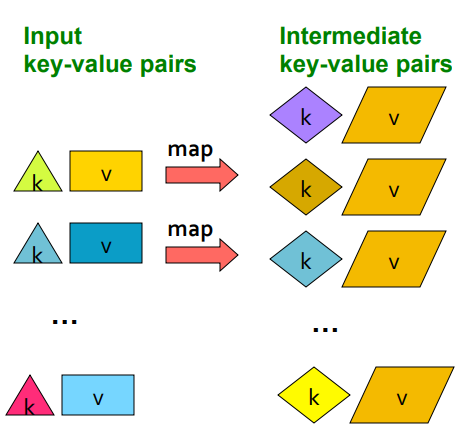 Input
key-value pairs
Intermediate
key-value pairs
k v
map
k v
k v
k v
map
k v
...
...
k v
k v